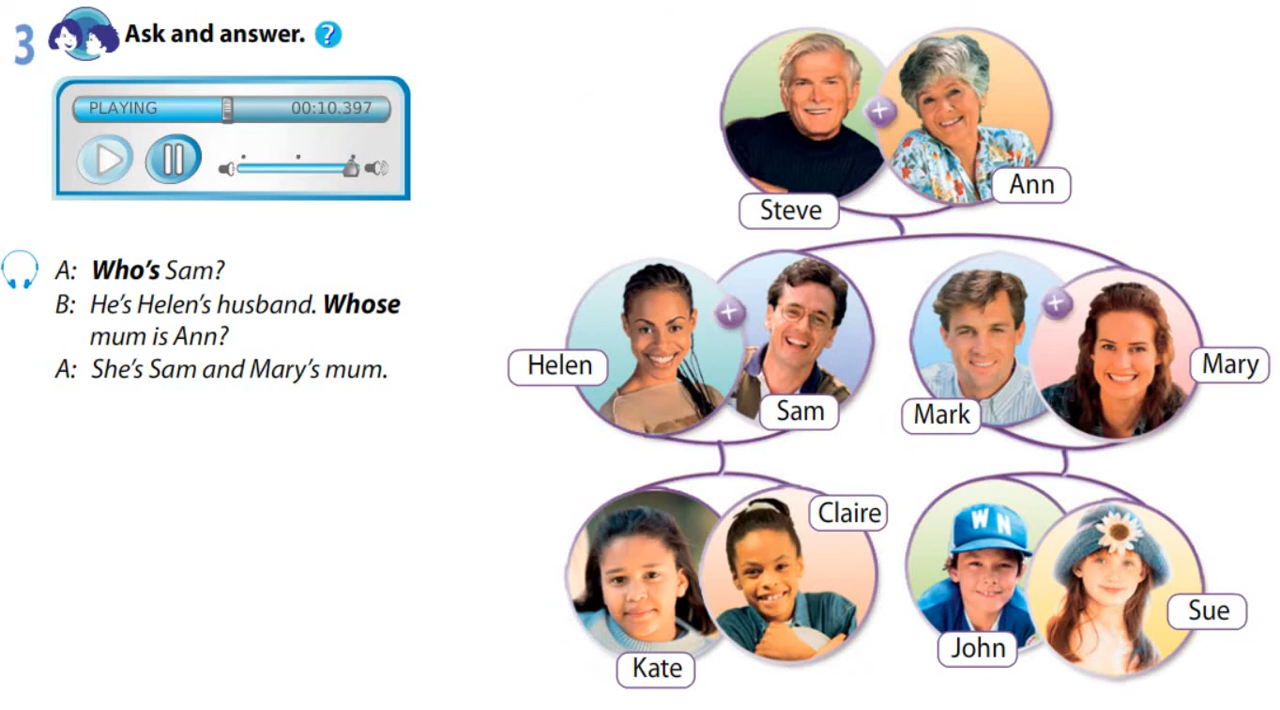 3 Ask and answer. ?
PLAYING 00:10.397
A: Who's Sam?
B: He's Helen's husband. Whose
mum is Ann?
A: She's Sam and Mary's mum.
Steve
Ann
Helen
Sam
Mark
Mary
Kate
Claire
WN
John
Sue